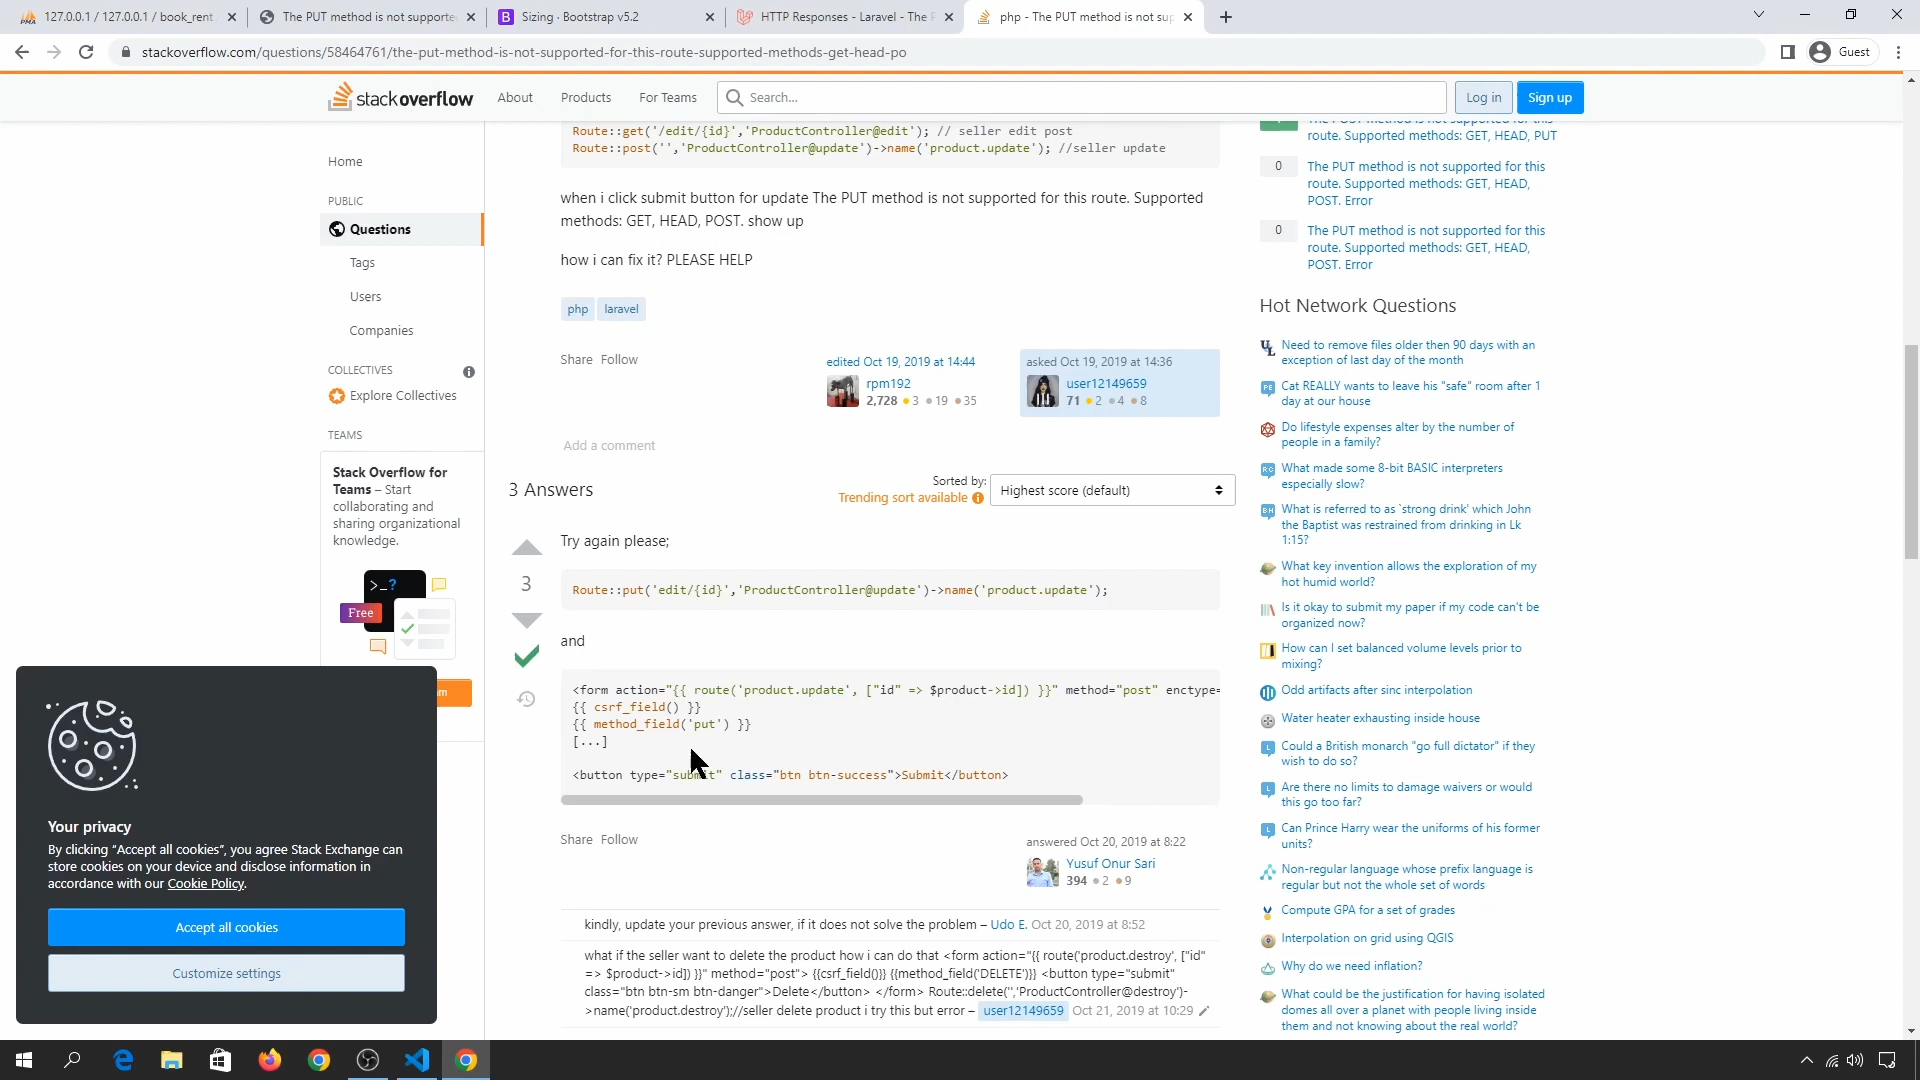 127.0.0.1 / 127.0.0.1 / book_rent
The PUT method is not supporte
Sizing · Bootstrap v5.2
HTTP Responses - Laravel - The P
php - The PUT method is not sup
stackoverflow.com/questions/58464761/the-put-method-is-not-supported-for-this-route-supported-methods-get-head-po
Guest
stackoverflow
About
Products
For Teams
Search...
Log in
Sign up
Home
PUBLIC
Questions
Tags
Users
Companies
COLLECTIVES
Explore Collectives
TEAMS
Stack Overflow for
Teams – Start
collaborating and
sharing organizational
knowledge.
>_?
Free
Route::get('/edit/{id}','ProductController@edit'); // seller edit post
Route::post('','ProductController@update')->name('product.update'); //seller update
when i click submit button for update The PUT method is not supported for this route. Supported
methods: GET, HEAD, POST. show up
how i can fix it? PLEASE HELP
php
laravel
Share Follow
edited Oct 19, 2019 at 14:44
rpm192
2,728 3 19 35
asked Oct 19, 2019 at 14:36
user12149659
71 2 4 8
Add a comment
3 Answers
Sorted by:
Trending sort available
Highest score (default)
3
Try again please;
Route::put('edit/{id}','ProductController@update')->name('product.update');
and
<form action="{{ route('product.update', ["id" => $product->id]) }}" method="post" enctype=
{{ csrf_field() }}
{{ method_field('put') }}
[...]
<button type="submit" class="btn btn-success">Submit</button>
Share Follow
answered Oct 20, 2019 at 8:22
Yusuf Onur Sari
394 2 9
kindly, update your previous answer, if it does not solve the problem – Udo E. Oct 20, 2019 at 8:52
what if the seller want to delete the product how i can do that <form action="{{ route('product.destroy', ["id"
=> $product->id]) }}" method="post"> {{csrf_field()}} {{method_field('DELETE')}} <button type="submit"
class="btn btn-sm btn-danger">Delete</button> </form> Route::delete('','ProductController@destroy')-
>name('product.destroy');//seller delete product i try this but error – user12149659 Oct 21, 2019 at 10:29
route. Supported methods: GET, HEAD, PUT
0
The PUT method is not supported for this
route. Supported methods: GET, HEAD,
POST. Error
0
The PUT method is not supported for this
route. Supported methods: GET, HEAD,
POST. Error
Hot Network Questions
Need to remove files older then 90 days with an
exception of last day of the month
Cat REALLY wants to leave his "safe" room after 1
day at our house
Do lifestyle expenses alter by the number of
people in a family?
What made some 8-bit BASIC interpreters
especially slow?
What is referred to as `strong drink' which John
the Baptist was restrained from drinking in Lk
1:15?
What key invention allows the exploration of my
hot humid world?
Is it okay to submit my paper if my code can't be
organized now?
How can I set balanced volume levels prior to
mixing?
Odd artifacts after sinc interpolation
Water heater exhausting inside house
Could a British monarch "go full dictator" if they
wish to do so?
Are there no limits to damage waivers or would
this go too far?
Can Prince Harry wear the uniforms of his former
units?
Non-regular language whose prefix language is
regular but not the whole set of words
Compute GPA for a set of grades
Interpolation on grid using QGIS
Why do we need inflation?
What could be the justification for having isolated
domes all over a planet with people living inside
them and not knowing about the real world?
Your privacy
By clicking "Accept all cookies", you agree Stack Exchange can
store cookies on your device and disclose information in
accordance with our Cookie Policy.
Accept all cookies
Customize settings